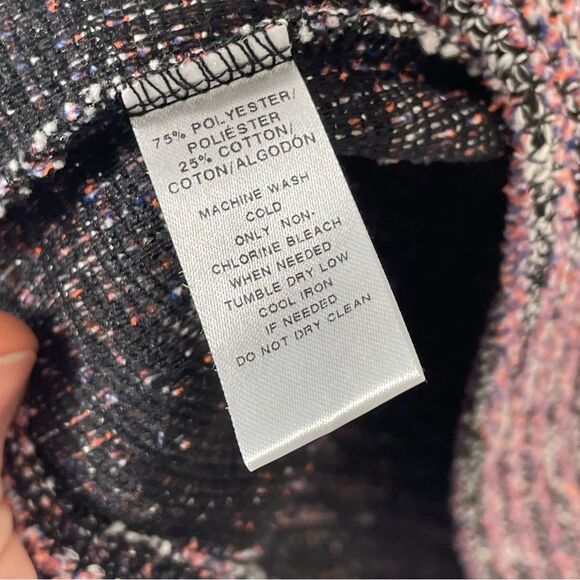 75% POLYESTER/
POLIÉSTER
25% COTTON/
COTON/ALGODÓN
MACHINE WASH
COLD
ONLY NON-
CHLORINE BLEACH
WHEN NEEDED
TUMBLE DRY LOW
COOL IRON
IF NEEDED
DO NOT DRY CLEAN